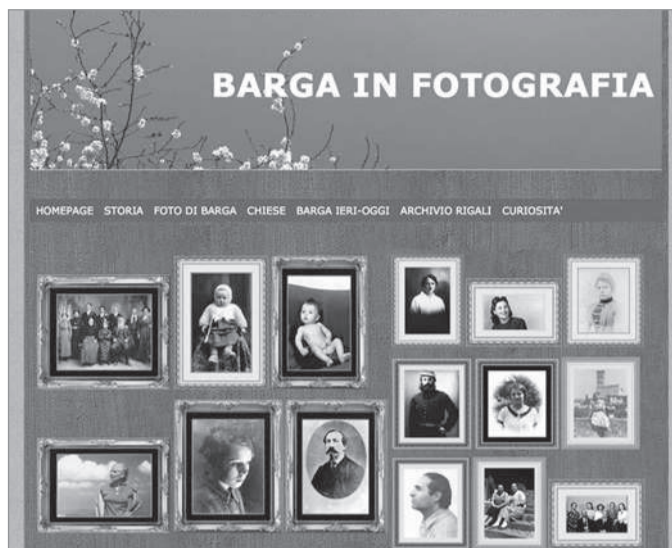 BARGA IN FOTOGRAFIA
HOMEPAGE STORIA FOTO DI BARGA CHIESE BARGA IERI-OGGI ARCHIVIO RIGALI CURIOSITA'